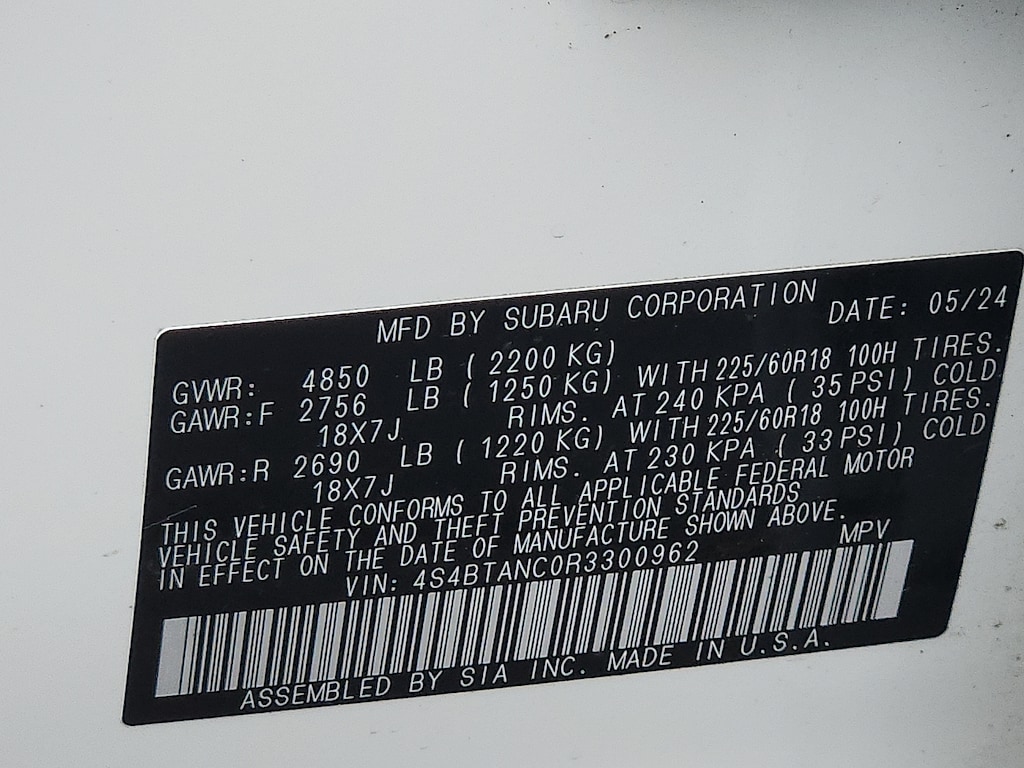 MFD BY SUBARU CORPORATION DATE: 05/24
GVWR: 4850 LB ( 2200 KG)
GAWR:F 2756 LB ( 1250 KG) WITH 225/60R18 100H TIRES.
18X7J RIMS. AT 240 KPA ( 35 PSI) COLD
GAWR:R 2690 LB ( 1220 KG) WITH 225/60R18 100H TIRES.
18X7J RIMS. AT 230 KPA ( 33 PSI) COLD
THIS VEHICLE CONFORMS TO ALL APPLICABLE FEDERAL MOTOR
VEHICLE SAFETY AND THEFT PREVENTION STANDARDS
IN EFFECT ON THE DATE OF MANUFACTURE SHOWN ABOVE.
VIN: 4S4BTANC0R3300962 MPV
ASSEMBLED BY SIA INC. MADE IN U.S.A.